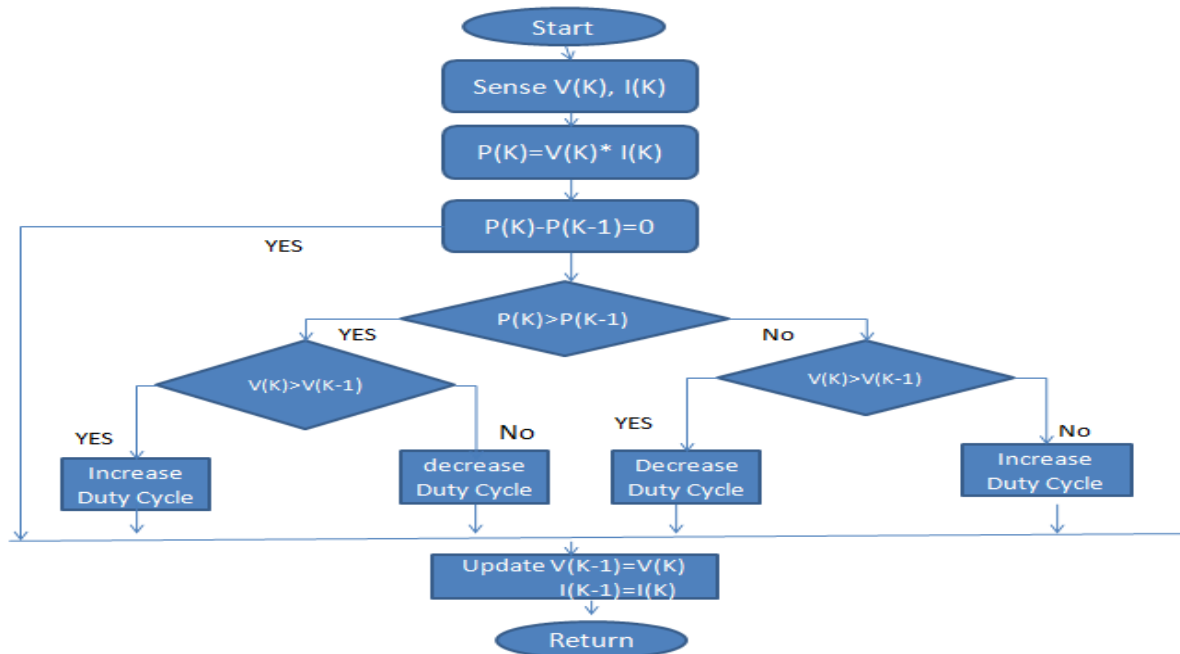 Start
Sense V(K), I(K)
P(K)=V(K)* I(K)
P(K)-P(K-1)=0
YES
P(K)>P(K-1)
YES
No
V(K)>V(K-1)
V(K)>V(K-1)
YES
No
YES
No
Increase
Duty Cycle
decrease
Duty Cycle
Decrease
Duty Cycle
Increase
Duty Cycle
Update V(K-1)=V(K)
I(K-1)=I(K)
Return